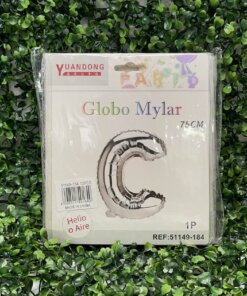 YUANDONG
PARTY
Globo Mylar
75CM
C
Helio
o Aire
1P
REF:51149-184